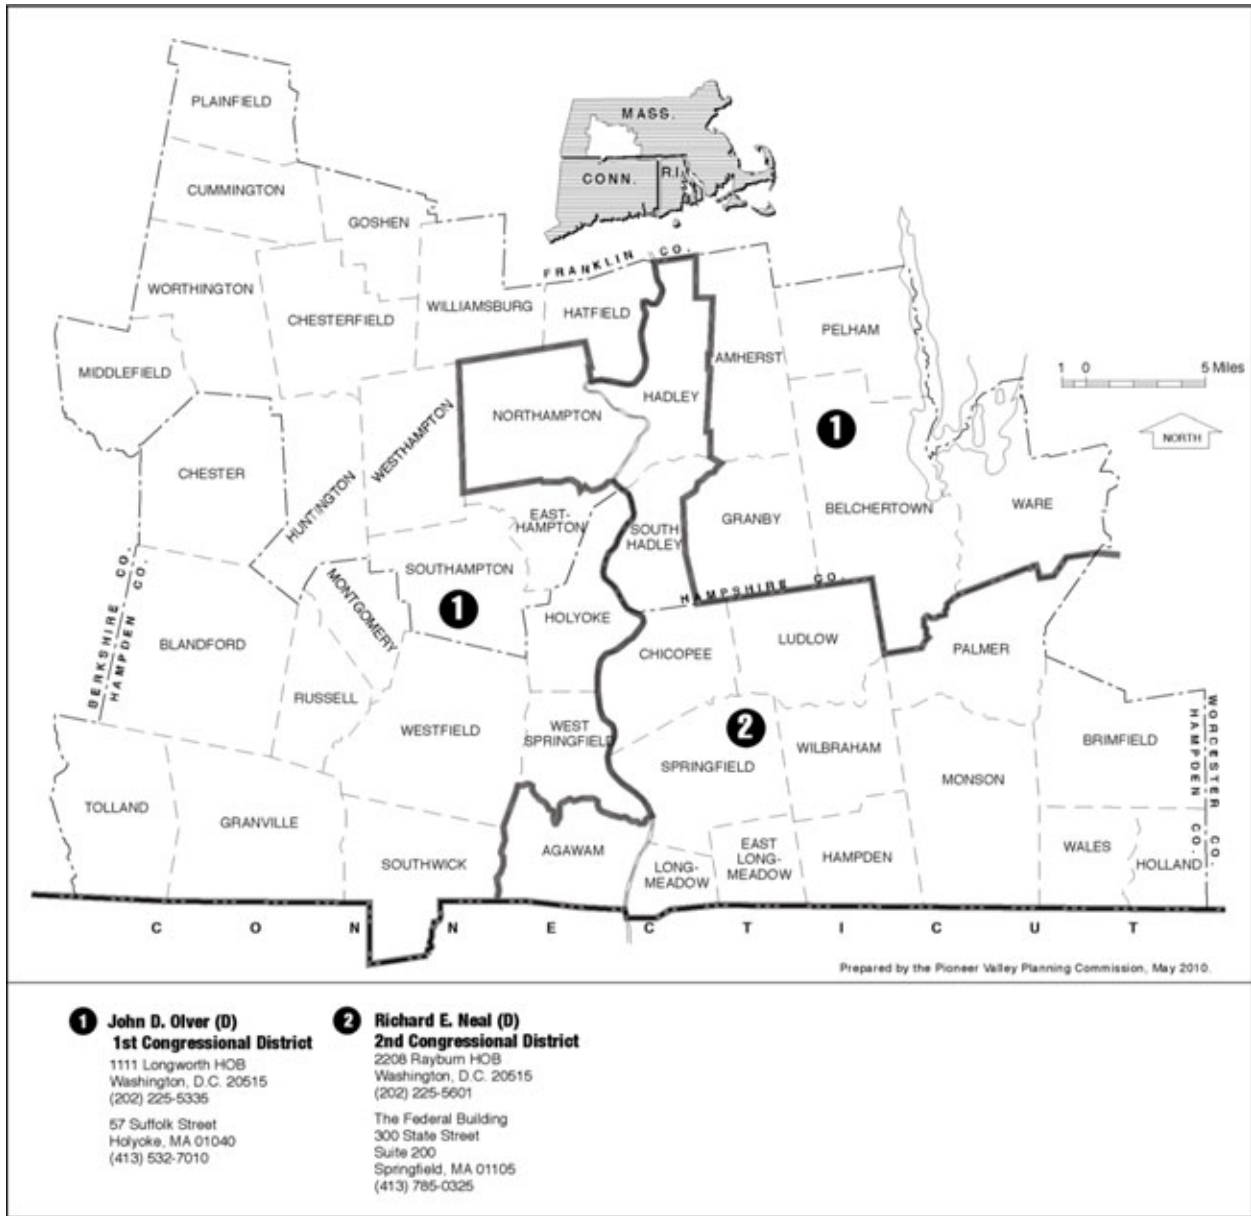 PLAINFIELD
MASS.
CONN.
R.I.
CUMMINGTON
GOSHEN
FRANKLIN CO.
WORTHINGTON
CHESTERFIELD
WILLIAMSBURG
HATFIELD
PELHAM
AMHERST
MIDDLEFIELD
1 0 5 Miles
HADLEY
NORTHAMPTON
1
NORTH
WESTHAMPTON
CHESTER
HUNTINGTON
EAST-
HAMPTON
SOUTH
HADLEY
GRANBY
BELCHERTOWN
WARE
BERKSHIRE CO.
HAMPDEN CO.
MONTGOMERY
SOUTHAMPTON
1
HOLYOKE
HAMPSHIRE CO.
BLANDFORD
CHICOPEE
LUDLOW
PALMER
RUSSELL
WESTFIELD
WEST
SPRINGFIELD
2
SPRINGFIELD
WILBRAHAM
BRIMFIELD
WORCESTER CO.
HAMPDEN CO.
MONSON
TOLLAND
GRANVILLE
SOUTHWICK
AGAWAM
LONG-
MEADOW
EAST
LONG-
MEADOW
HAMPDEN
WALES
HOLLAND
CONNECTICUT
Prepared by the Pioneer Valley Planning Commission, May 2010.
1 John D. Olver (D)
1st Congressional District
1111 Longworth HOB
Washington, D.C. 20515
(202) 225-5335
57 Suffolk Street
Holyoke, MA 01040
(413) 532-7010
2 Richard E. Neal (D)
2nd Congressional District
2208 Rayburn HOB
Washington, D.C. 20515
(202) 225-5601
The Federal Building
300 State Street
Suite 200
Springfield, MA 01105
(413) 785-0325